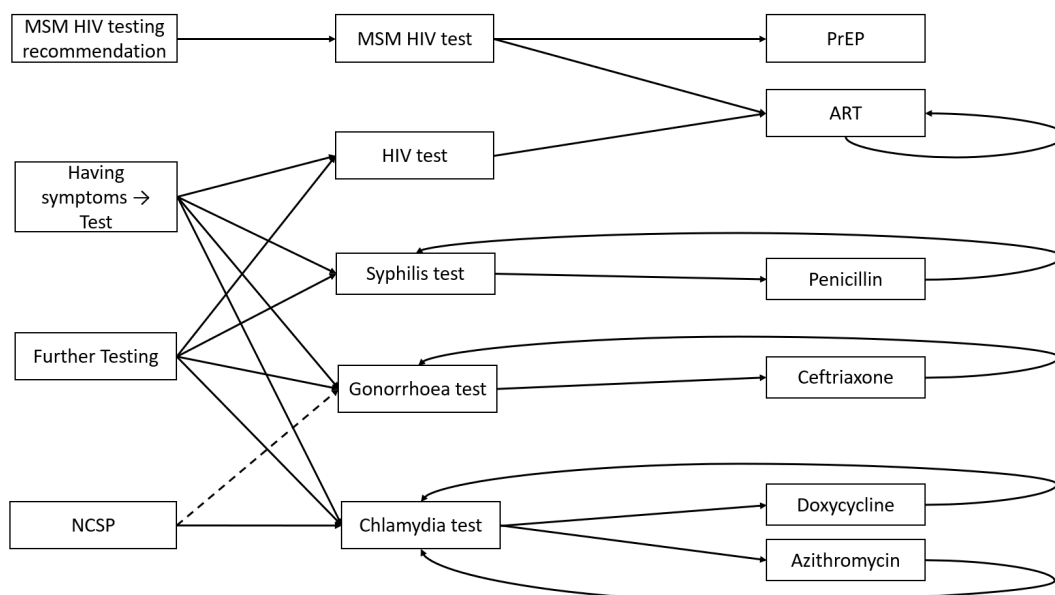 MSM HIV testing
recommendation
MSM HIV test
PrEP
ART
Having
symptoms →
Test
HIV test
Syphilis test
Penicillin
Further Testing
Gonorrhoea test
Ceftriaxone
NCSP
Chlamydia test
Doxycycline
Azithromycin